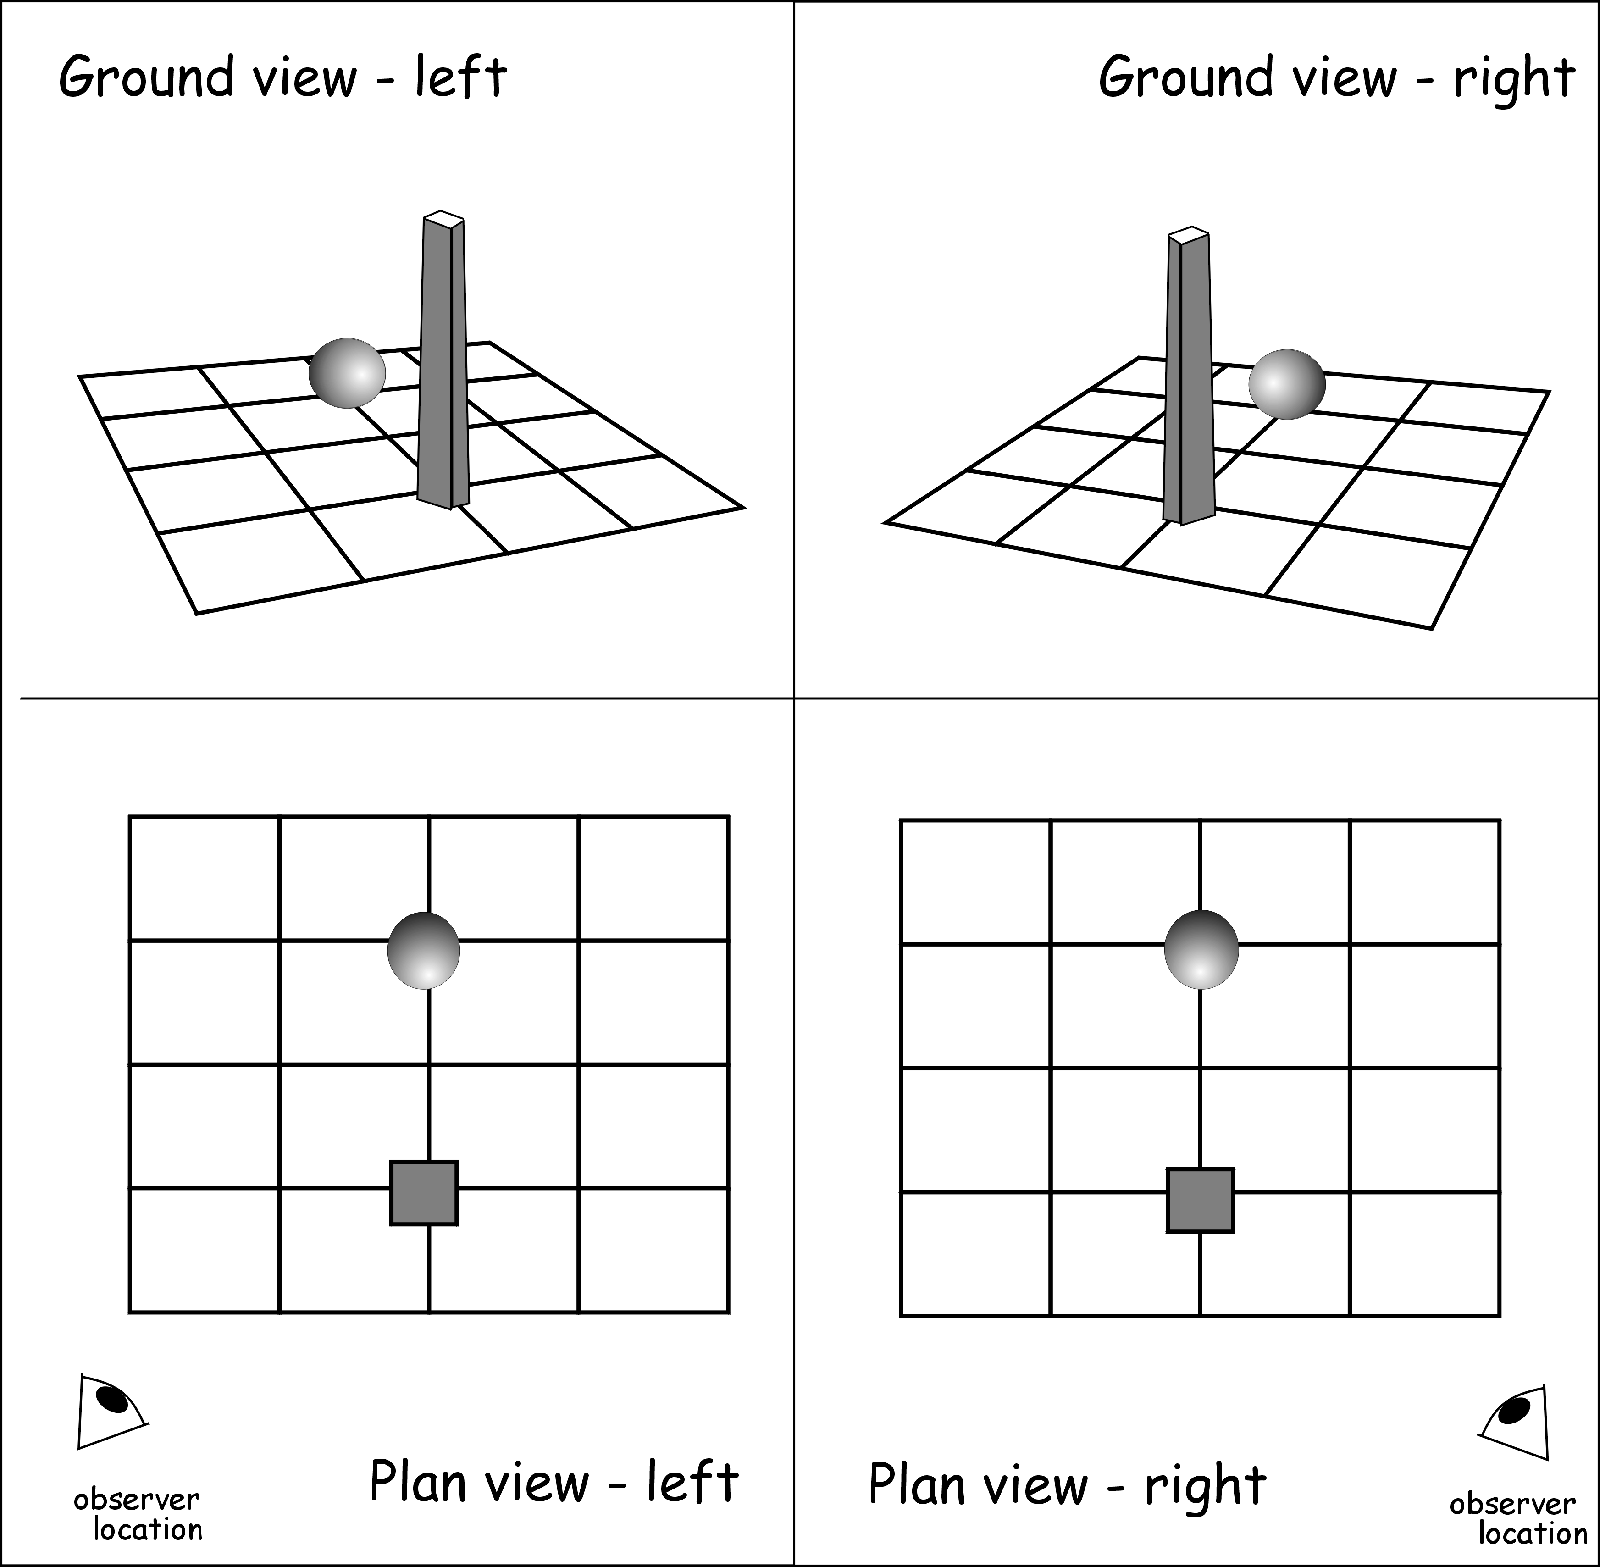 Ground view - left
Ground view - right
Plan view - left
observer
location
Plan view - right
observer
location